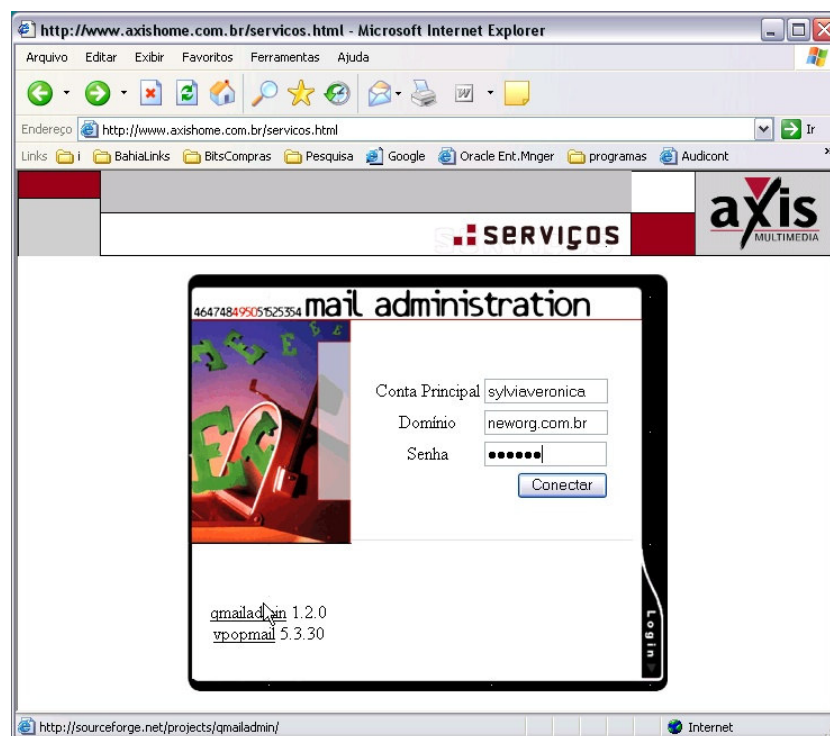 http://www.axishome.com.br/servicos.html - Microsoft Internet Explorer
Arquivo Editar Exibir Favoritos Ferramentas Ajuda
Endereço http://www.axishome.com.br/servicos.html Ir
Links i BahiaLinks BitsCompras Pesquisa Google Oracle Ent.Mnger programas Audicont »
serviços
axis
MULTIMEDIA
464748495051525354 mail administration
Conta Principal sylviaveronica
Domínio neworg.com.br
Senha ••••••
Conectar
qmailadmin 1.2.0
vpopmail 5.3.30
Login
http://sourceforge.net/projects/qmailadmin/ Internet